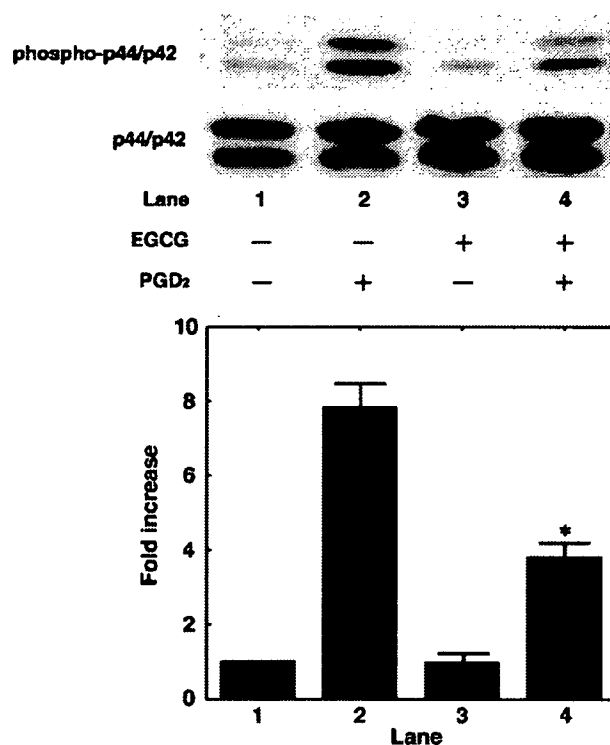 phospho-p44/p42
p44/p42
Lane 1 2 3 4
EGCG − − + +
PGD₂ − + − +
10
8
6
4
2
0
Fold increase
*
1 2 3 4
Lane